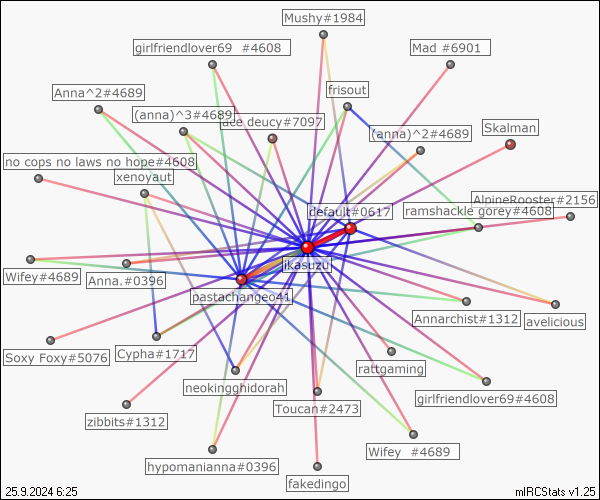 Mushy#1984
girlfriendlover69  #4608
Mad #6901
Anna^2#4689
frisout
(anna)^3#4689
ace deucy#7097
Skalman
(anna)^2#4689
no cops no laws no hope#4608
xenoyaut
AlpineRooster#2156
default#0617
ramshackle gorey#4608
jikasuzu
Wifey#4689
Anna.#0396
pastachangeo41
Annarchist#1312
avelicious
Soxy Foxy#5076
Cypha#1717
rattgaming
neokingghidorah
girlfriendlover69#4608
Toucan#2473
zibbits#1312
Wifey  #4689
hypomanianna#0396
fakedingo
25.9.2024 6:25
mIRCStats v1.25